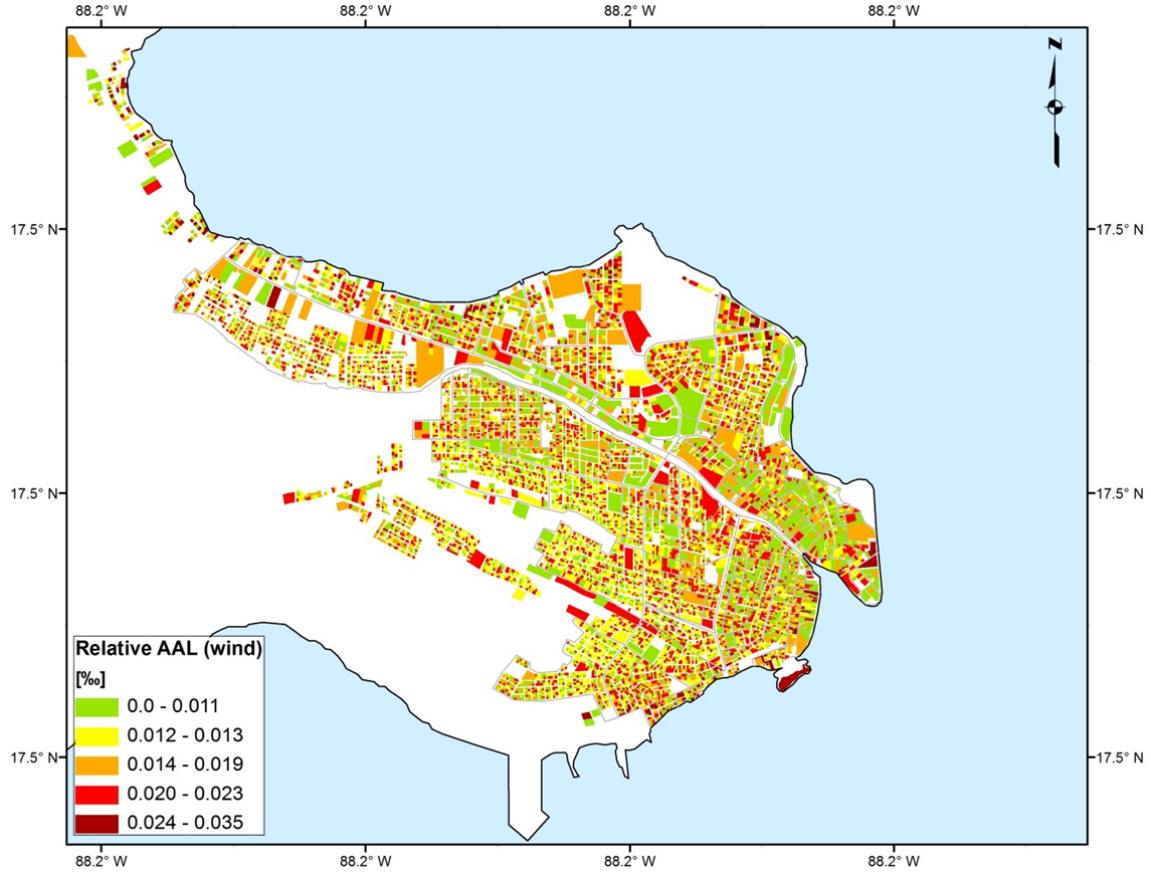 88.2° W 88.2° W 88.2° W 88.2° W
N
17.5° N 17.5° N
17.5° N 17.5° N
17.5° N 17.5° N
Relative AAL (wind)
[‰]
0.0 - 0.011
0.012 - 0.013
0.014 - 0.019
0.020 - 0.023
0.024 - 0.035
88.2° W 88.2° W 88.2° W 88.2° W